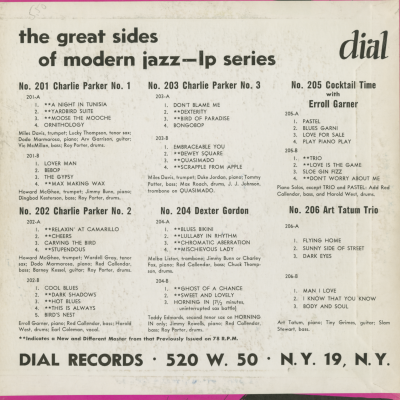 the great sides
of modern jazz—lp series
dial
No. 201 Charlie Parker No. 1
201-A
1. **A NIGHT IN TUNISIA
2. **YARDBIRD SUITE
3. **MOOSE THE MOOCHE
4. ORNITHOLOGY
Miles Davis, trumpet; Lucky Thompson, tenor sax;
Dodo Marmarosa, piano; Arv Garrison, guitar;
Vic McMillan, bass; Roy Porter, drums.
201-B
1. LOVER MAN
2. BEBOP
3. THE GYPSY
4. **MAX MAKING WAX
Howard McGhee, trumpet; Jimmy Bunn, piano;
Dingbod Kesterson, bass; Roy Porter, drums.
No. 202 Charlie Parker No. 2
202-A
1. **RELAXIN' AT CAMARILLO
2. **CHEERS
3. CARVING THE BIRD
4. **STUPENDOUS
Howard McGhee, trumpet; Wardell Gray, tenor
sax; Dodo Marmarosa, piano; Red Callender,
bass; Barney Kessel, guitar; Roy Porter, drums.
202-B
1. COOL BLUES
2. **DARK SHADOWS
3. **HOT BLUES
4. **THIS IS ALWAYS
5. BIRD'S NEST
Erroll Garner, piano; Red Callender, bass; Harold
West, drums; Earl Coleman, vocal.
No. 203 Charlie Parker No. 3
203-A
1. DON'T BLAME ME
2. **DEXTERITY
3. **BIRD OF PARADISE
4. BONGOBOP
203-B
1. EMBRACEABLE YOU
2. **DEWEY SQUARE
3. **QUASIMADO
4. **SCRAPPLE FROM APPLE
Miles Davis, trumpet; Duke Jordan, piano; Tommy
Potter, bass; Max Roach, drums, J. J. Johnson,
trombone on QUASIMADO.
No. 204 Dexter Gordon
204-A
1. **BLUES BIKINI
2. **LULLABY IN RHYTHM
3. **CHROMATIC ABERRATION
4. **MISCHIEVOUS LADY
Melba Liston, trombone; Jimmy Bunn or Charley
Fox, piano; Red Callender, bass; Chuck Thomp-
son, drums.
204-B
1. **GHOST OF A CHANCE
2. **SWEET AND LOVELY
3. HORNING IN (7½ minutes,
uninterrupted sax battle)
Teddy Edwards, second tenor sax on HORNING
IN only; Jimmy Rowells, piano; Red Callender,
bass; Roy Porter, drums.
No. 205 Cocktail Time
with
Erroll Garner
205-A
1. PASTEL
2. BLUES GARNI
3. LOVE FOR SALE
4. PLAY PIANO PLAY
205-B
1. **TRIO
2. **LOVE IS THE GAME
3. SLOE GIN FIZZ
4. **DON'T WORRY ABOUT ME
Piano Solos, except TRIO and PASTEL: Add Red
Callender, bass, and Harold West, drums.
No. 206 Art Tatum Trio
206-A
1. FLYING HOME
2. SUNNY SIDE OF STREET
3. DARK EYES
206-B
1. MAN I LOVE
2. I KNOW THAT YOU KNOW
3. BODY AND SOUL
Art Tatum, piano; Tiny Grimes, guitar; Slam
Stewart, bass.
**Indicates a New and Different Master from that Previously Issued on 78 R.P.M.
DIAL RECORDS · 520 W. 50 · N.Y. 19, N.Y.